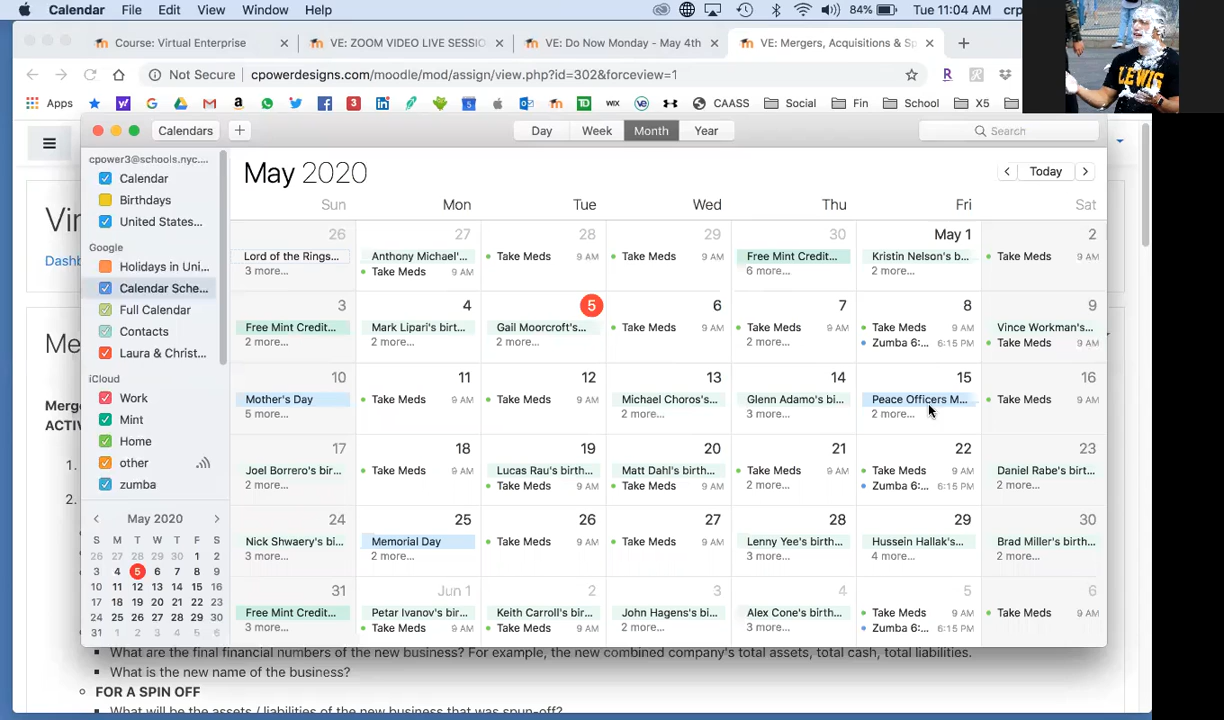 Calendar File Edit View Window Help 84% Tue 11:04 AM crp
Course: Virtual Enterprise VE: ZOOM VIDEO LIVE SESSIO VE: Do Now Monday - May 4th VE: Mergers, Acquisitions & Sp
Not Secure cpowerdesigns.com/moodle/mod/assign/view.php?id=302&forceview=1
Apps CAASS Social Fin School X5
LEWIS
Calendars + Day Week Month Year Search
cpower3@schools.nyc....
Calendar
Birthdays
United States...
Google
Holidays in Uni...
Calendar Sche...
Full Calendar
Contacts
Laura & Christ...
iCloud
Work
Mint
Home
other
zumba
May 2020
S M T W T F S
26 27 28 29 30 1 2
3 4 5 6 7 8 9
10 11 12 13 14 15 16
17 18 19 20 21 22 23
24 25 26 27 28 29 30
31 1 2 3 4 5 6
May 2020 Today
Sun Mon Tue Wed Thu Fri Sat
26 27 28 29 30 May 1 2
Lord of the Rings... Anthony Michael'... Take Meds 9 AM Take Meds 9 AM Free Mint Credit... Kristin Nelson's b... Take Meds 9 AM
3 more... Take Meds 9 AM 6 more... 2 more...
3 4 5 6 7 8 9
Free Mint Credit... Mark Lipari's birt... Gail Moorcroft's... Take Meds 9 AM Take Meds 9 AM Take Meds 9 AM Vince Workman's...
2 more... 2 more... 2 more... 2 more... Zumba 6:... 6:15 PM Take Meds 9 AM
10 11 12 13 14 15 16
Mother's Day Take Meds 9 AM Take Meds 9 AM Michael Choros's... Glenn Adamo's bi... Peace Officers M... Take Meds 9 AM
5 more... 2 more... 3 more... 2 more...
17 18 19 20 21 22 23
Joel Borrero's bir... Take Meds 9 AM Lucas Rau's birth... Matt Dahl's birth... Take Meds 9 AM Take Meds 9 AM Daniel Rabe's birt...
2 more... Take Meds 9 AM Take Meds 9 AM 2 more... Zumba 6:... 6:15 PM 2 more...
24 25 26 27 28 29 30
Nick Shwaery's bi... Memorial Day Take Meds 9 AM Take Meds 9 AM Lenny Yee's birth... Hussein Hallak's... Brad Miller's birth...
3 more... 2 more... 3 more... 4 more... 2 more...
31 Jun 1 2 3 4 5 6
Free Mint Credit... Petar Ivanov's bir... Keith Carroll's bir... John Hagens's bi... Alex Cone's birth... Take Meds 9 AM Take Meds 9 AM
3 more... Take Meds 9 AM Take Meds 9 AM 2 more... 3 more... Zumba 6:... 6:15 PM
Dashb
Me
Merge
ACTIV
1.
2.
What are the final financial numbers of the new business? For example, the new combined company's total assets, total cash, total liabilities.
What is the new name of the business?
FOR A SPIN OFF
What will be the assets / liabilities of the new business that was spun-off?